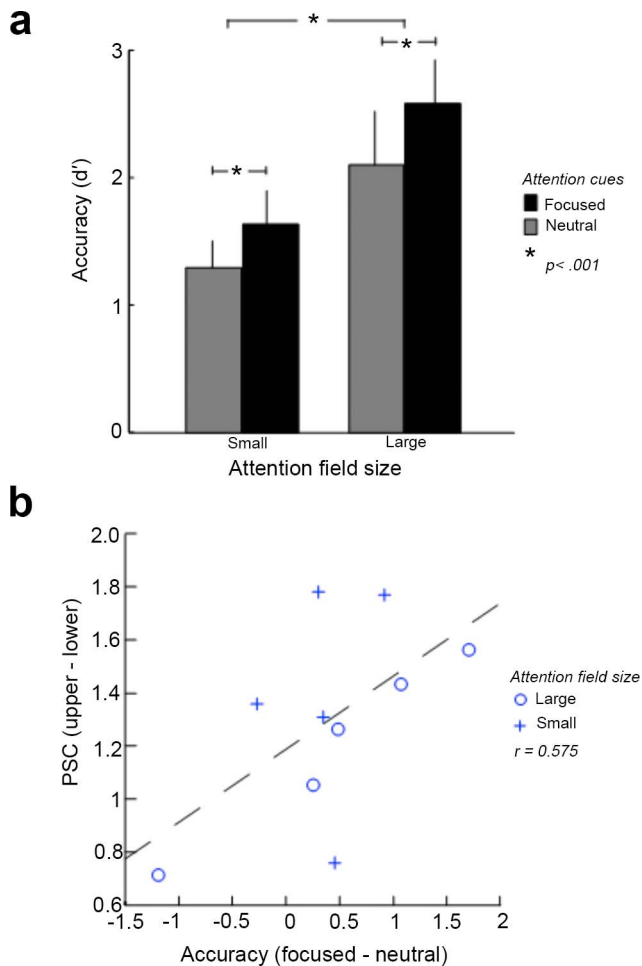 a
*
*
*
3
2
1
0
Accuracy (d')
Small
Large
Attention field size
Attention cues
Focused
Neutral
* p< .001
b
2.0
1.8
1.6
1.4
1.2
1
0.8
0.6
PSC (upper - lower)
-1.5 -1 -0.5 0 0.5 1 1.5 2
Accuracy (focused - neutral)
Attention field size
Large
Small
r = 0.575